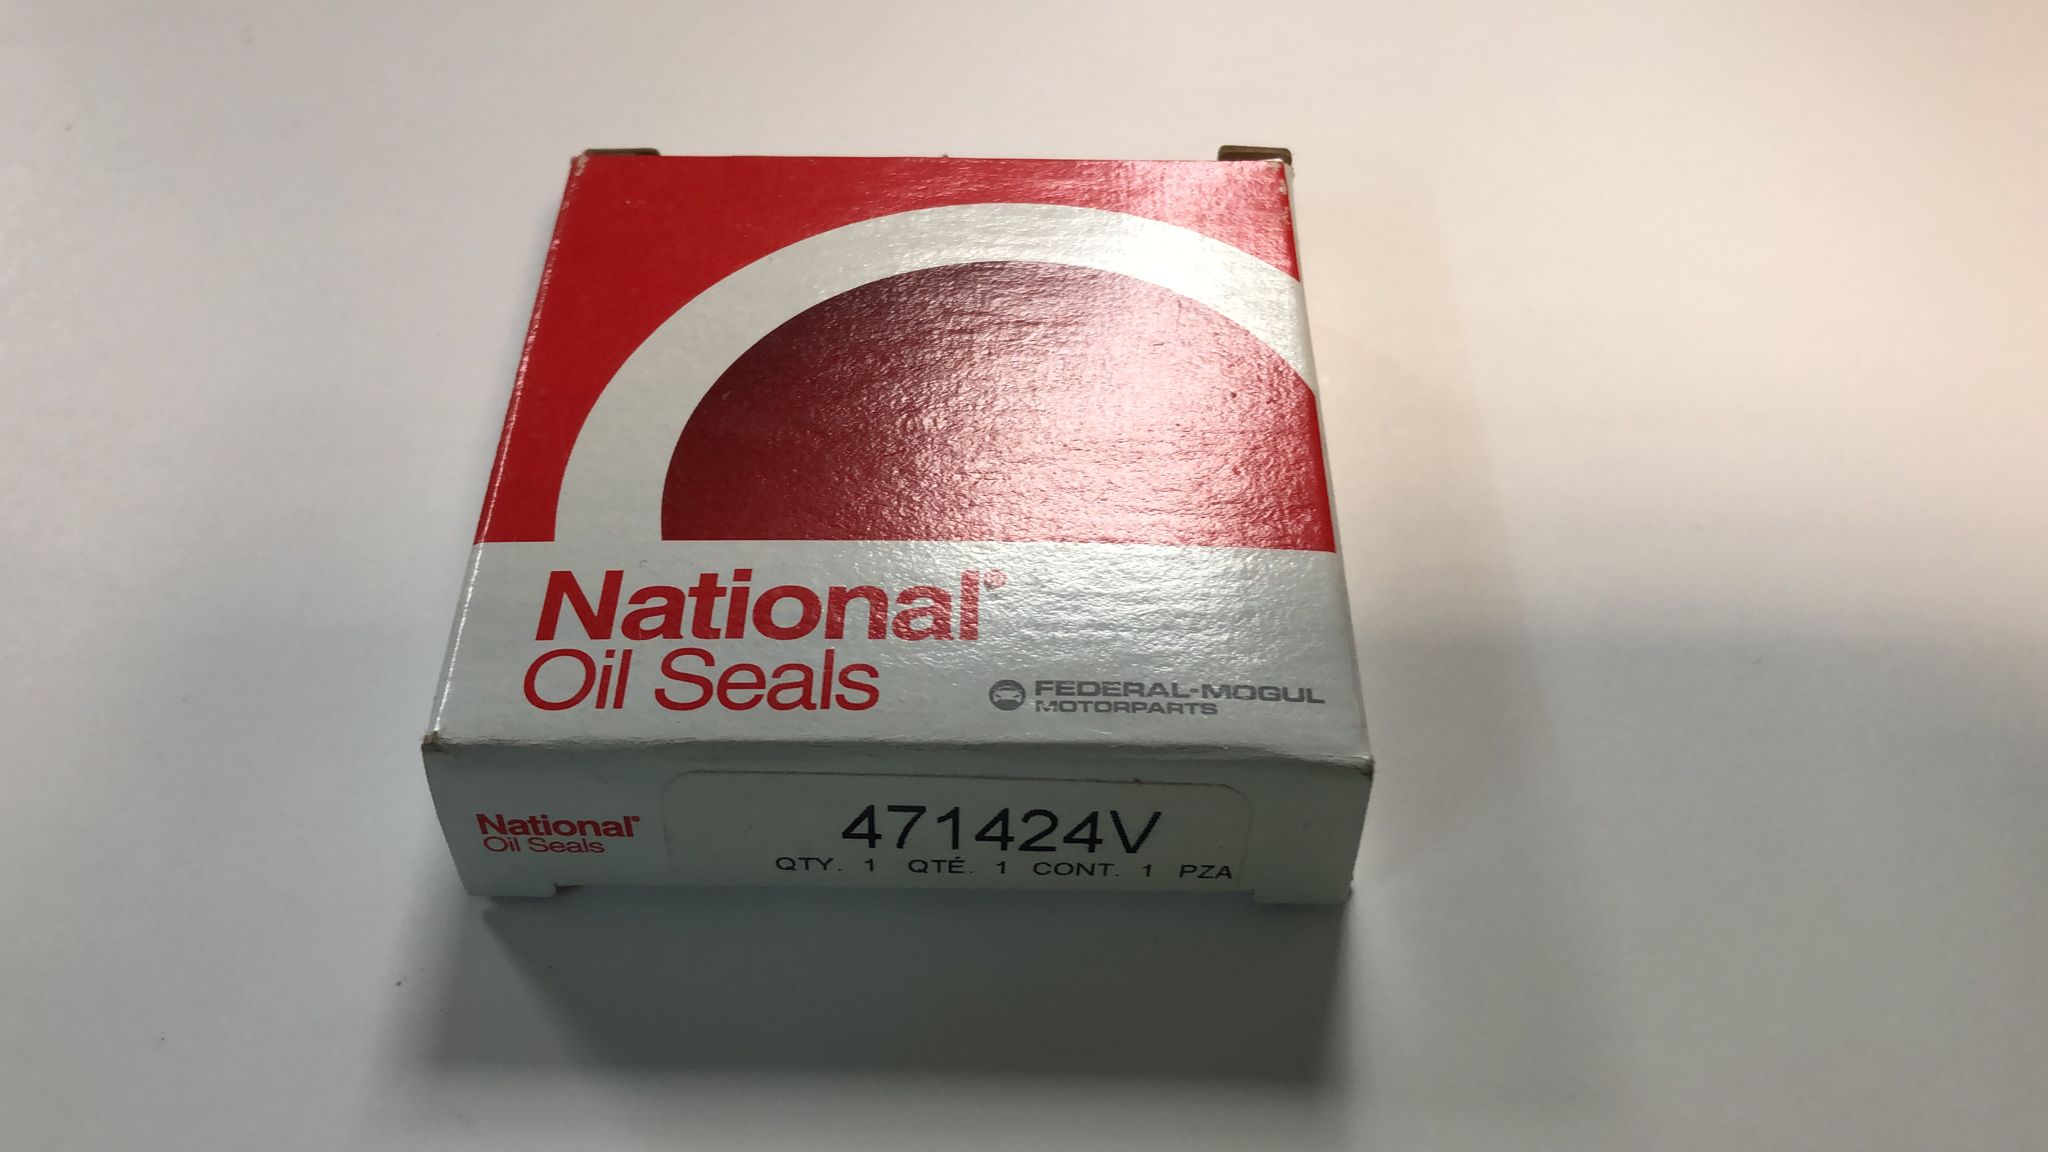 National®
Oil Seals
FEDERAL-MOGUL
MOTORPARTS
National®
Oil Seals
471424V
QTY. 1 QTÉ. 1 CONT. 1 PZA